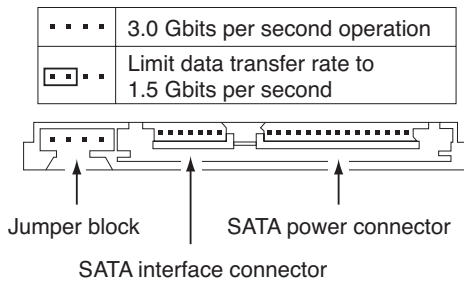 3.0 Gbits per second operation
Limit data transfer rate to
1.5 Gbits per second
Jumper block
SATA power connector
SATA interface connector